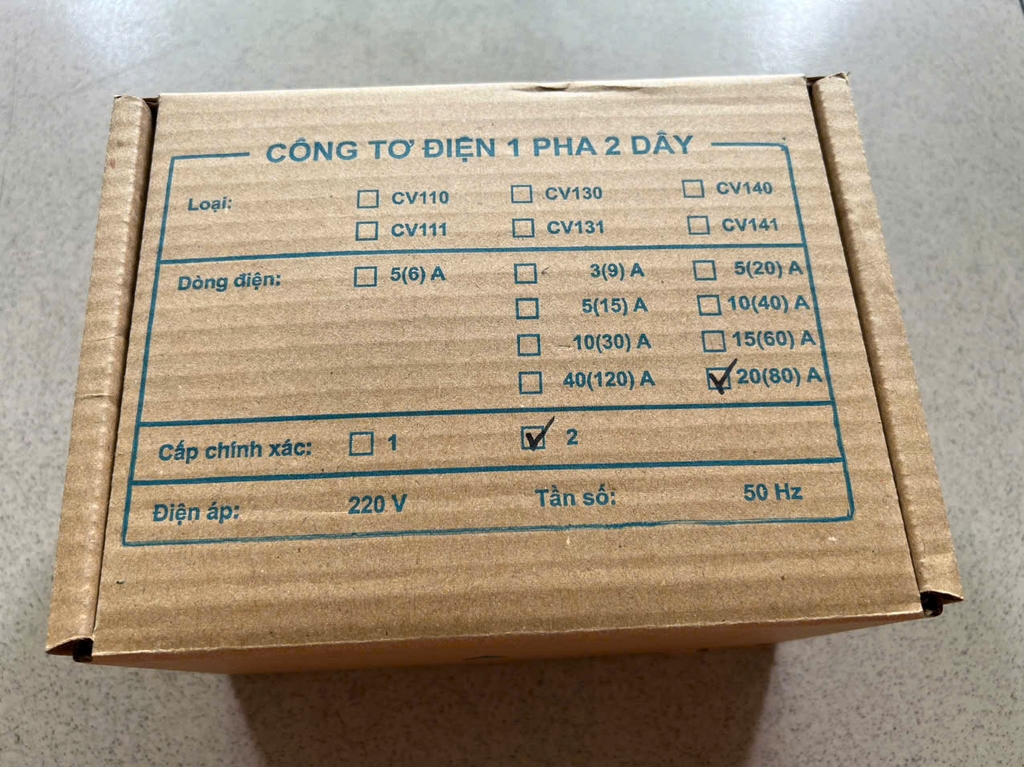 CÔNG TƠ ĐIỆN 1 PHA 2 DÂY
Loại: ☐ CV110 ☐ CV130 ☐ CV140
☐ CV111 ☐ CV131 ☐ CV141
Dòng điện: ☐ 5(6) A ☐ 3(9) A ☐ 5(20) A
☐ 5(15) A ☐ 10(40) A
☐ 10(30) A ☐ 15(60) A
☐ 40(120) A ☑ 20(80) A
Cấp chính xác: ☐ 1 ☑ 2
Điện áp: 220 V Tần số: 50 Hz